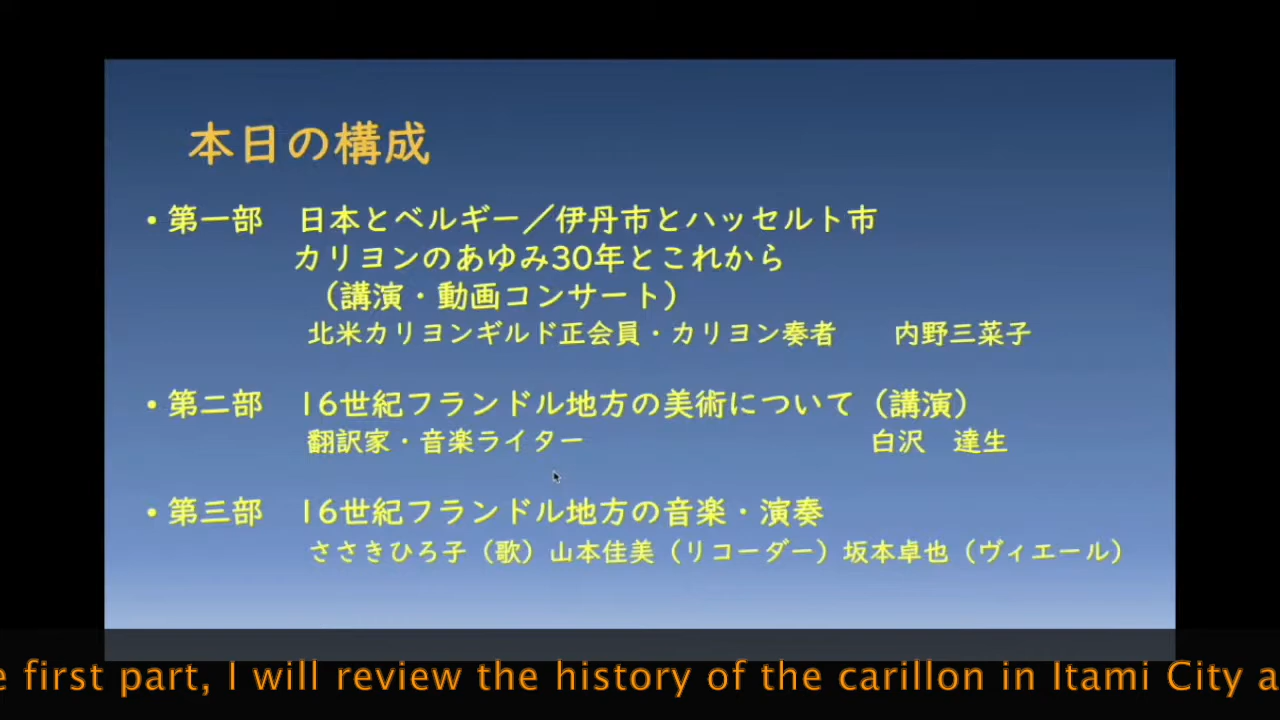 本日の構成
・第一部 日本とベルギー／伊丹市とハッセルト市
カリヨンのあゆみ30年とこれから
（講演・動画コンサート）
北米カリヨンギルド正会員・カリヨン奏者 内野三菜子
・第二部 16世紀フランドル地方の美術について（講演）
翻訳家・音楽ライター 白沢 達生
・第三部 16世紀フランドル地方の音楽・演奏
ささきひろ子（歌）山本佳美（リコーダー）坂本卓也（ヴィエール）
e first part, I will review the history of the carillon in Itami City a